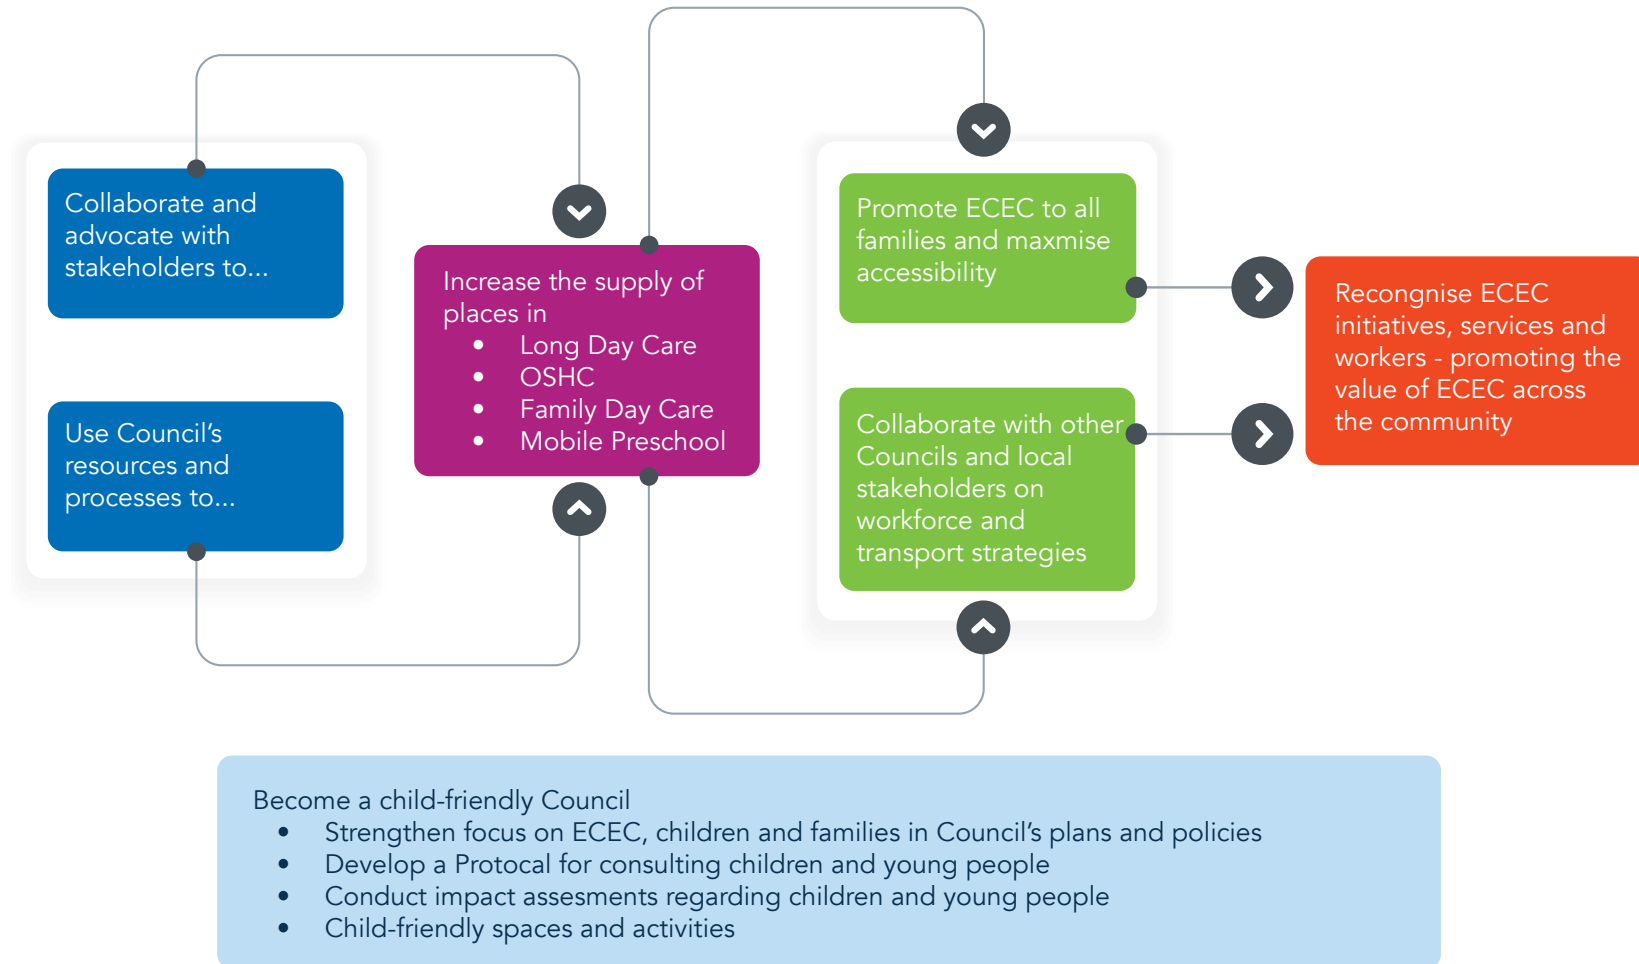 Collaborate and
advocate with
stakeholders to...
Use Council’s
resources and
processes to...
Increase the supply of
places in
• Long Day Care
• OSHC
• Family Day Care
• Mobile Preschool
Promote ECEC to all
families and maxmise
accessibility
Collaborate with other
Councils and local
stakeholders on
workforce and
transport strategies
Recongnise ECEC
initiatives, services and
workers - promoting the
value of ECEC across
the community
Become a child-friendly Council
• Strengthen focus on ECEC, children and families in Council’s plans and policies
• Develop a Protocal for consulting children and young people
• Conduct impact assesments regarding children and young people
• Child-friendly spaces and activities